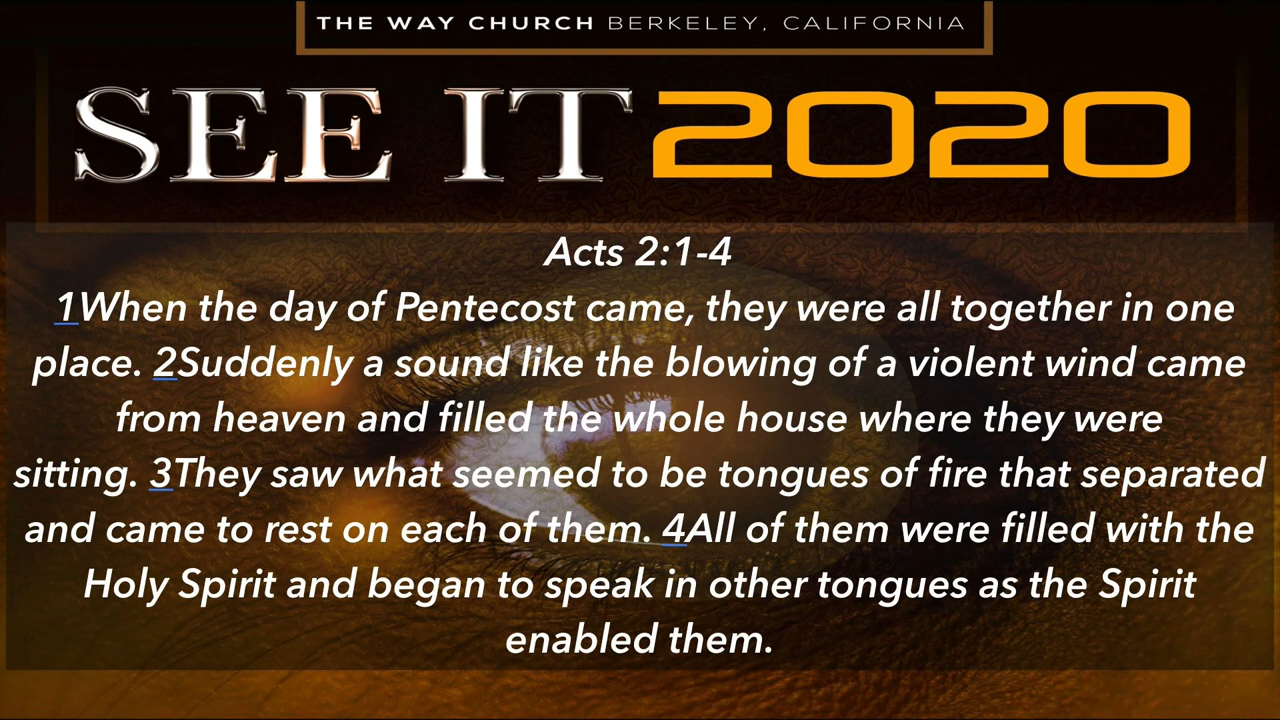 THE WAY CHURCH BERKELEY, CALIFORNIA
SEE IT 2020
Acts 2:1-4
1When the day of Pentecost came, they were all together in one
place. 2Suddenly a sound like the blowing of a violent wind came
from heaven and filled the whole house where they were
sitting. 3They saw what seemed to be tongues of fire that separated
and came to rest on each of them. 4All of them were filled with the
Holy Spirit and began to speak in other tongues as the Spirit
enabled them.